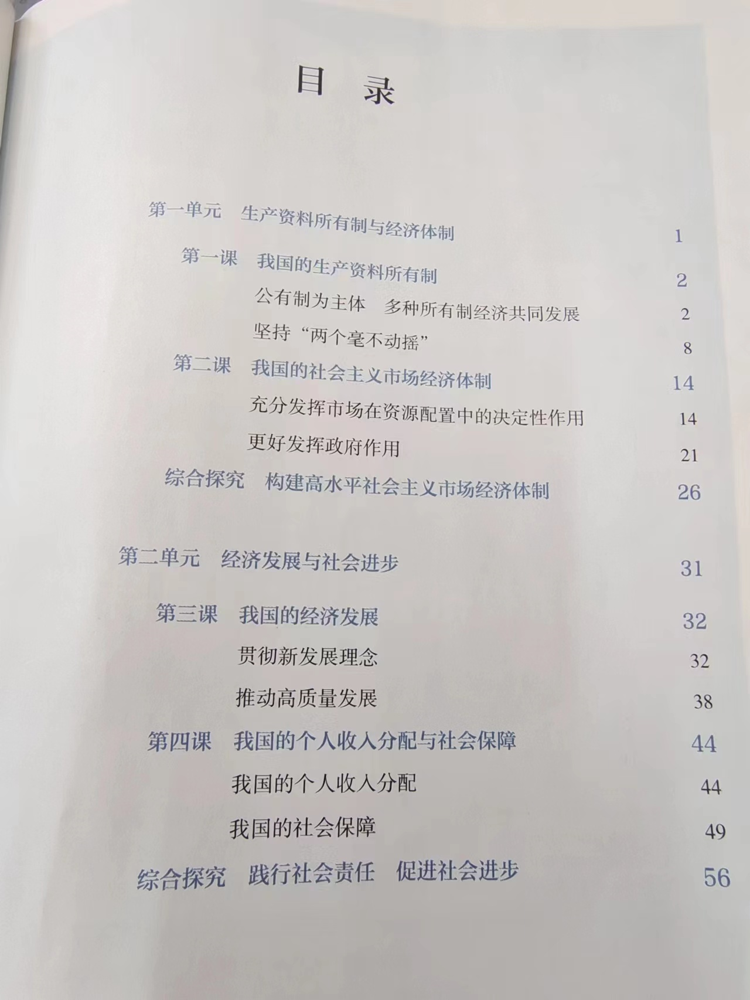 目 录
第一单元 生产资料所有制与经济体制 1
第一课 我国的生产资料所有制 2
公有制为主体 多种所有制经济共同发展 2
坚持“两个毫不动摇” 8
第二课 我国的社会主义市场经济体制 14
充分发挥市场在资源配置中的决定性作用 14
更好发挥政府作用 21
综合探究 构建高水平社会主义市场经济体制 26
第二单元 经济发展与社会进步 31
第三课 我国的经济发展 32
贯彻新发展理念 32
推动高质量发展 38
第四课 我国的个人收入分配与社会保障 44
我国的个人收入分配 44
我国的社会保障 49
综合探究 践行社会责任 促进社会进步 56